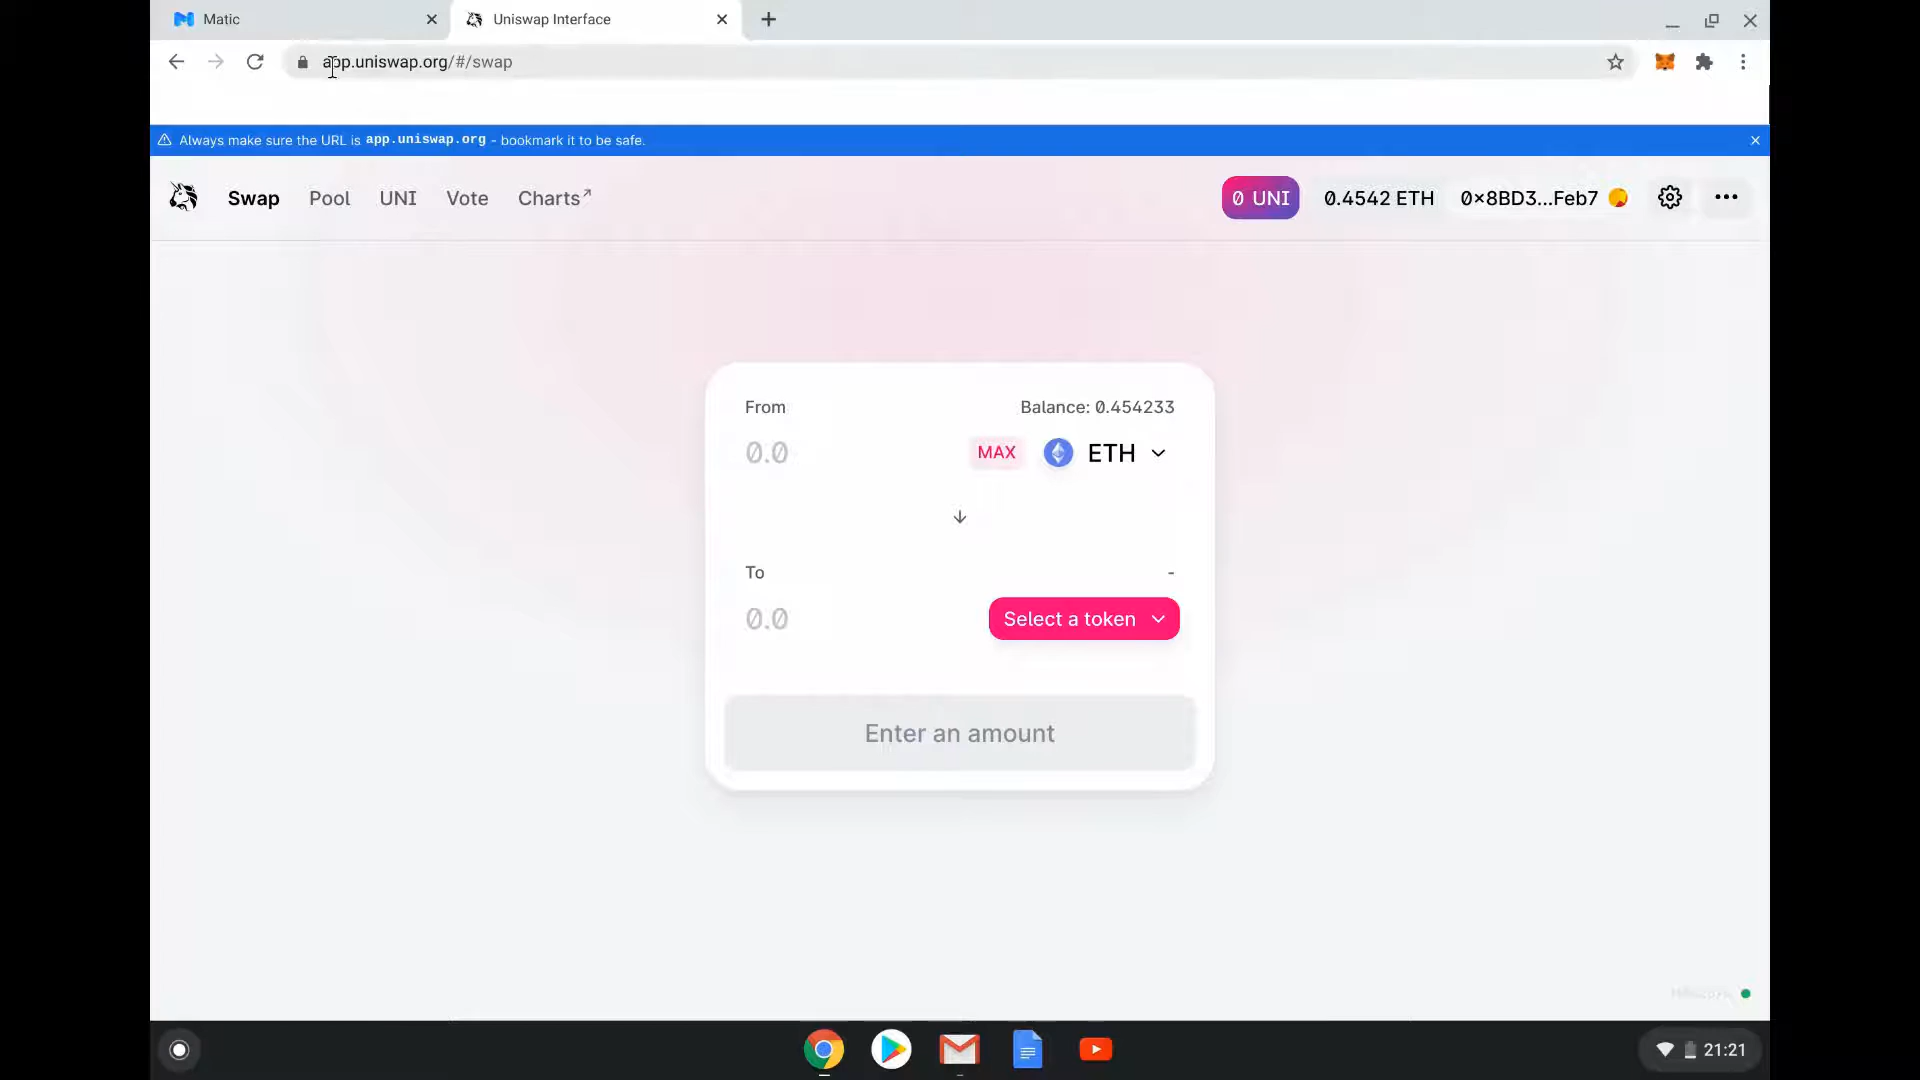 Matic
Uniswap Interface
app.uniswap.org/#/swap
Always make sure the URL is app.uniswap.org - bookmark it to be safe.
Swap Pool UNI Vote Charts↗ 0 UNI 0.4542 ETH 0×8BD3...Feb7
From Balance: 0.454233
0.0 MAX ETH
To -
0.0 Select a token
Enter an amount
21:21